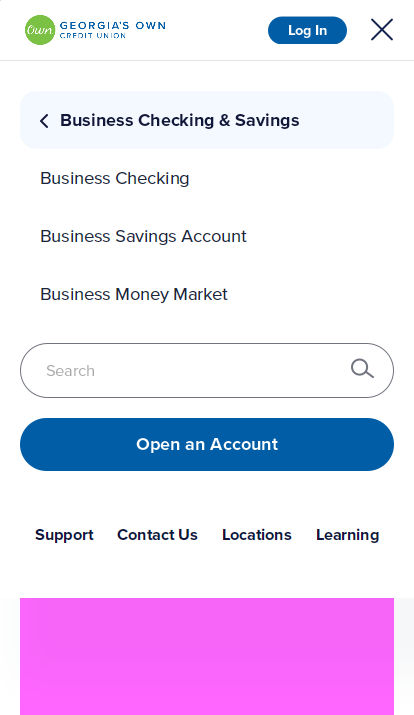 Own GEORGIA'S OWN
CREDIT UNION
Log In
Business Checking & Savings
Business Checking
Business Savings Account
Business Money Market
Search
Open an Account
Support Contact Us Locations Learning